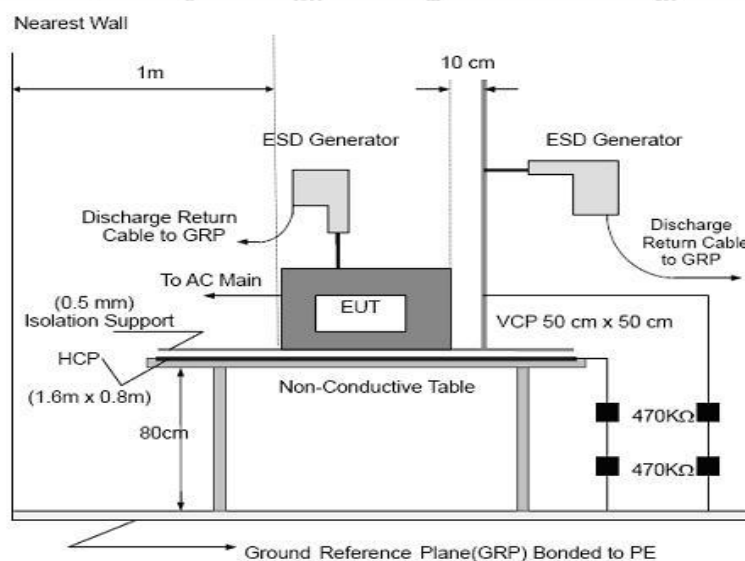 Nearest Wall
1m
10 cm
ESD Generator
ESD Generator
Discharge Return
Cable to GRP
Discharge
Return Cable
to GRP
To AC Main
(0.5 mm)
Isolation Support
EUT
VCP 50 cm x 50 cm
HCP
(1.6m x 0.8m)
Non-Conductive Table
80cm
470KΩ
470KΩ
Ground Reference Plane(GRP) Bonded to PE